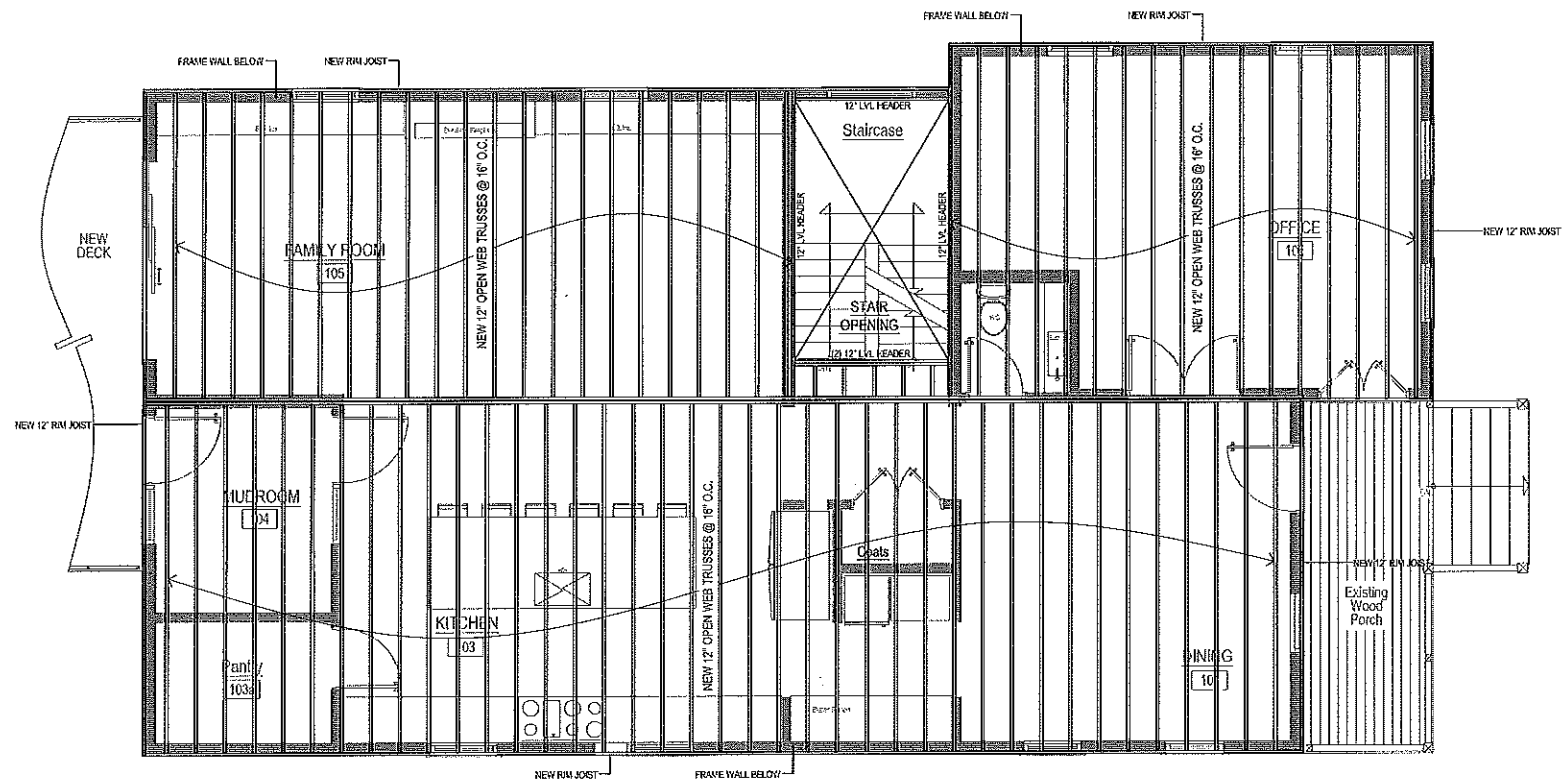 FRAME WALL BELOW
NEW RIM JOIST
FRAME WALL BELOW
NEW RIM JOIST
12" LVL HEADER
Staircase
NEW 12" OPEN WEB TRUSSES @ 16" O.C.
12" LVL HEADER
12" LVL HEADER
NEW 12" OPEN WEB TRUSSES @ 16" O.C.
NEW
DECK
FAMILY ROOM
105
OFFICE
NEW 12" RIM JOIST
STAIR
OPENING
(2) 12" LVL HEADER
NEW 12" RIM JOIST
MUDROOM
104
NEW 12" OPEN WEB TRUSSES @ 16" O.C.
Coats
NEW 12" RIM JOIST
Existing
Wood
Porch
KITCHEN
103
DINING
Pantry
103a
NEW RIM JOIST
FRAME WALL BELOW